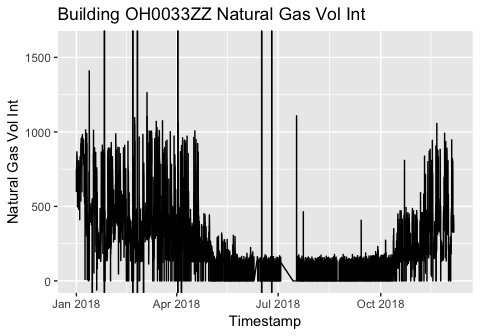 Building OH0033ZZ Natural Gas Vol Int
1500
1000
500
0
Natural Gas Vol Int
Jan 2018 Apr 2018 Jul 2018 Oct 2018
Timestamp